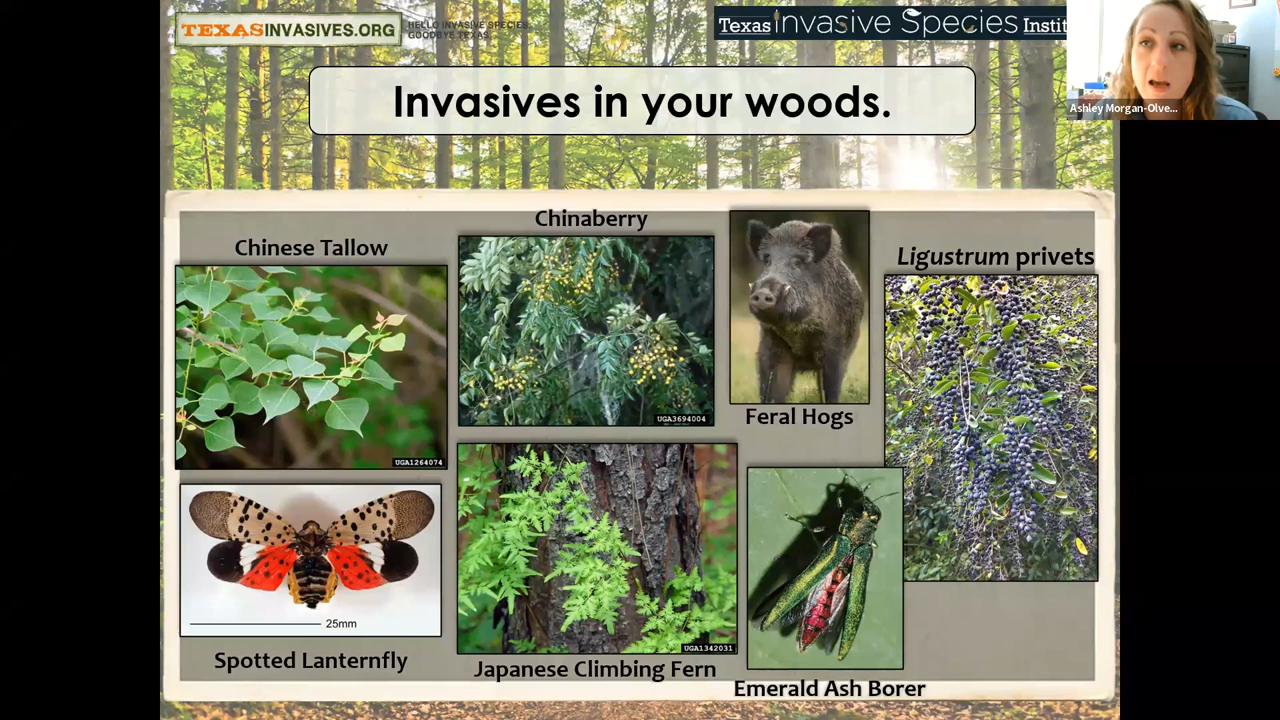 TEXASINVASIVES.ORG
HELLO INVASIVE SPECIES.
GOODBYE TEXAS.
Texas Invasive Species Instit
Ashley Morgan-Olve...
Invasives in your woods.
Chinese Tallow
UGA1264074
Chinaberry
UGA3694004
Feral Hogs
Ligustrum privets
25mm
Spotted Lanternfly
UGA1342031
Japanese Climbing Fern
Emerald Ash Borer